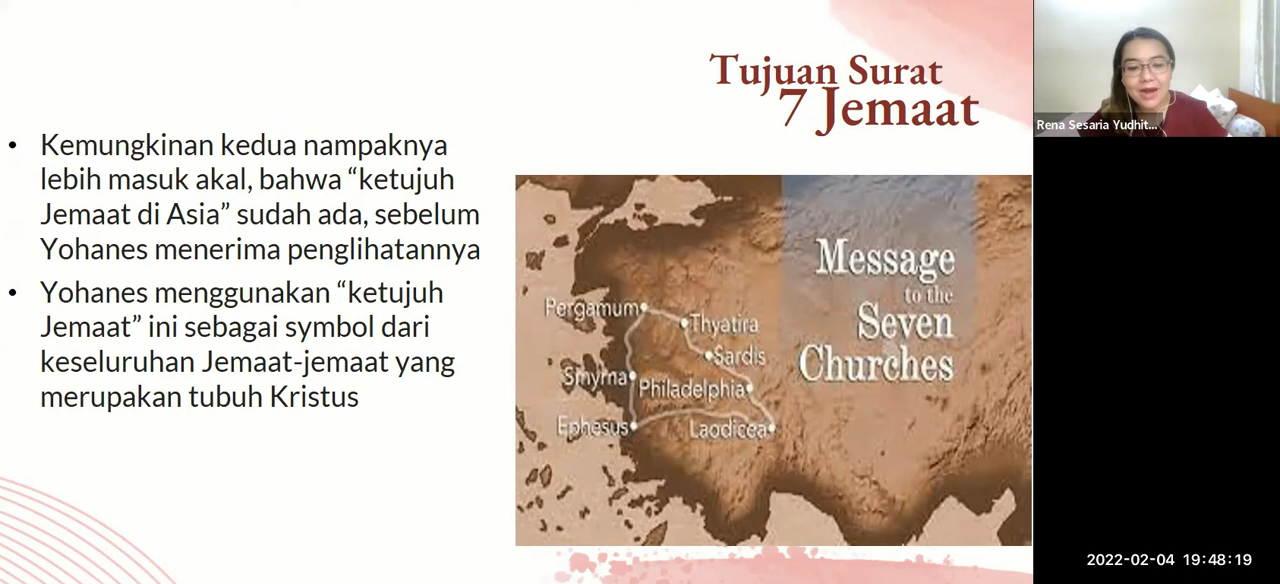 Tujuan Surat
7 Jemaat
• Kemungkinan kedua nampaknya
lebih masuk akal, bahwa “ketujuh
Jemaat di Asia” sudah ada, sebelum
Yohanes menerima penglihatannya
• Yohanes menggunakan “ketujuh
Jemaat” ini sebagai symbol dari
keseluruhan Jemaat-jemaat yang
merupakan tubuh Kristus
Message
to the
Seven
Churches
Pergamum
Thyatira
Sardis
Smyrna
Philadelphia
Ephesus
Laodicea
Rena Sesaria Yudhit...
2022-02-04 19:48:19